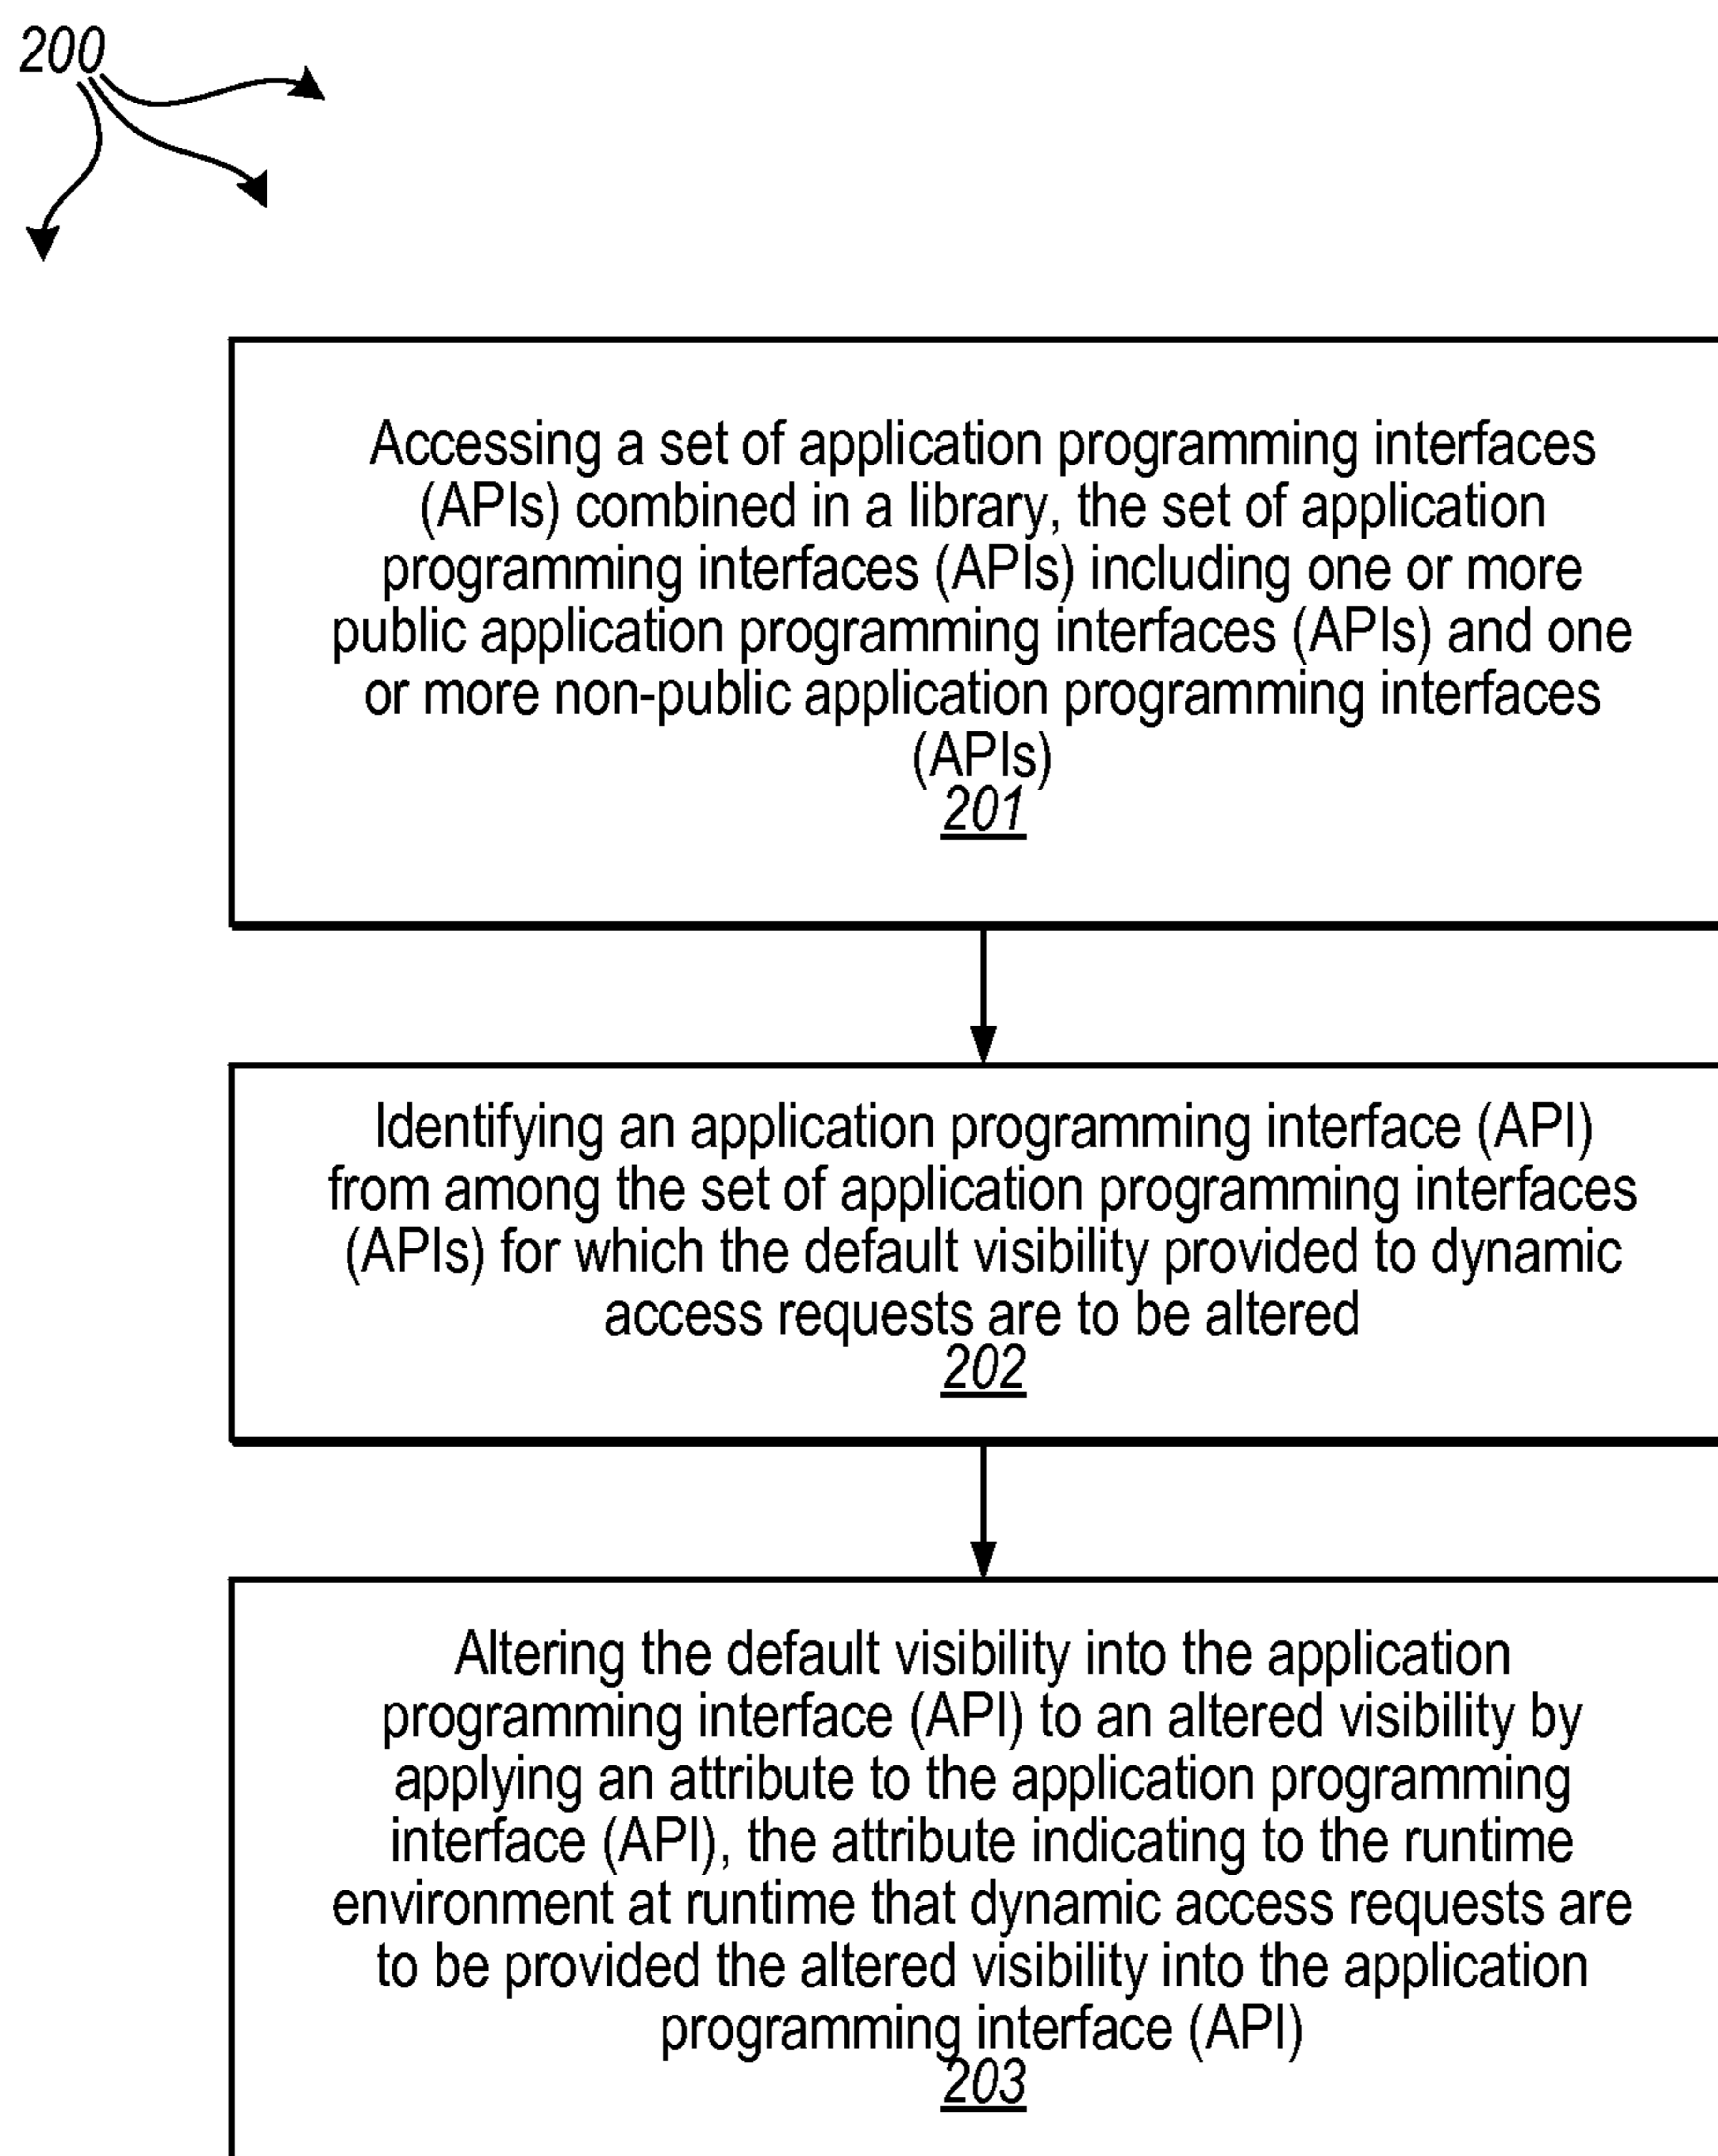 200
Accessing a set of application programming interfaces
(APIs) combined in a library, the set of application
programming interfaces (APIs) including one or more
public application programming interfaces (APIs) and one
or more non-public application programming interfaces
(APIs)
201
Identifying an application programming interface (API)
from among the set of application programming interfaces
(APIs) for which the default visibility provided to dynamic
access requests are to be altered
202
Altering the default visibility into the application
programming interface (API) to an altered visibility by
applying an attribute to the application programming
interface (API), the attribute indicating to the runtime
environment at runtime that dynamic access requests are
to be provided the altered visibility into the application
programming interface (API)
203